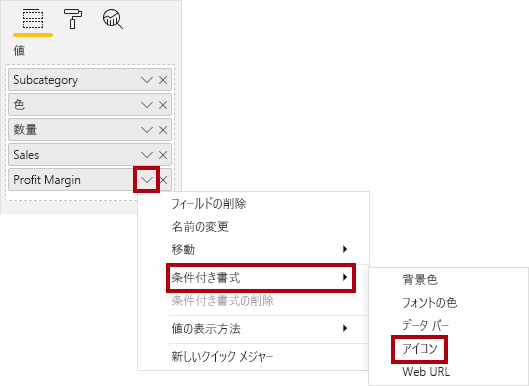 値
Subcategory
色
数量
Sales
Profit Margin
フィールドの削除
名前の変更
移動
条件付き書式
条件付き書式の削除
値の表示方法
新しいクイック メジャー
背景色
フォントの色
データ バー
アイコン
Web URL